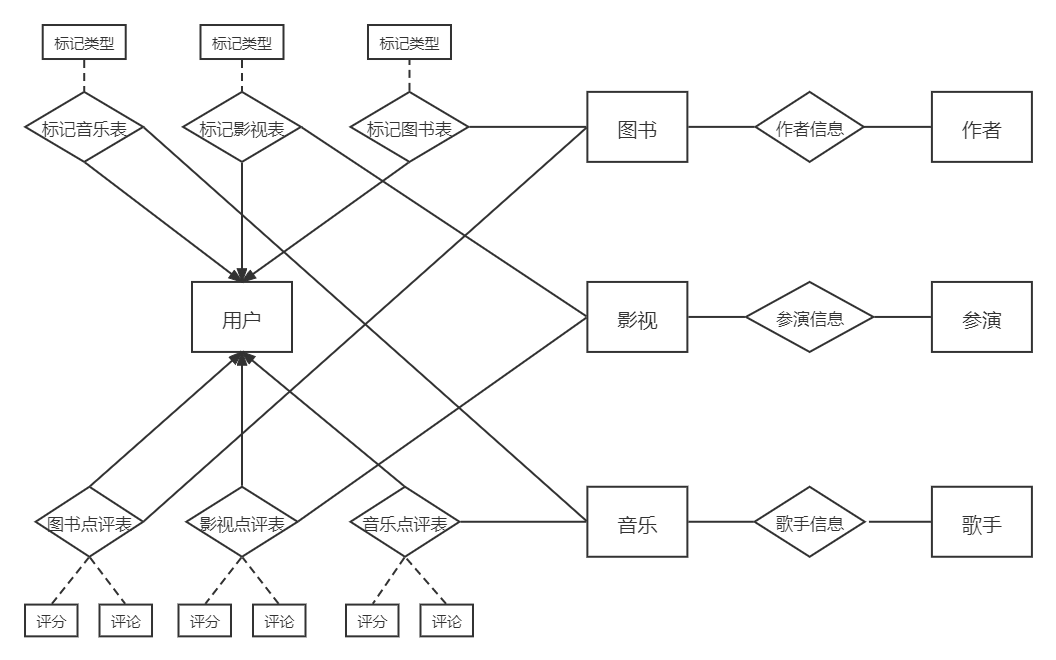 标记类型
标记类型
标记类型
标记音乐表
标记影视表
标记图书表
图书
作者信息
作者
用户
影视
参演信息
参演
图书点评表
影视点评表
音乐点评表
音乐
歌手信息
歌手
评分
评论
评分
评论
评分
评论